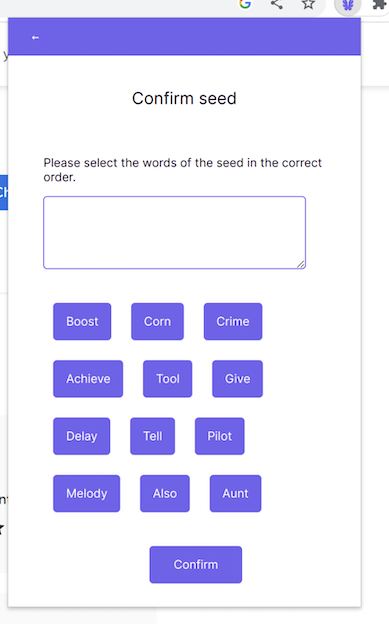 ←
Confirm seed
Please select the words of the seed in the correct
order.
Boost Corn Crime
Achieve Tool Give
Delay Tell Pilot
Melody Also Aunt
Confirm